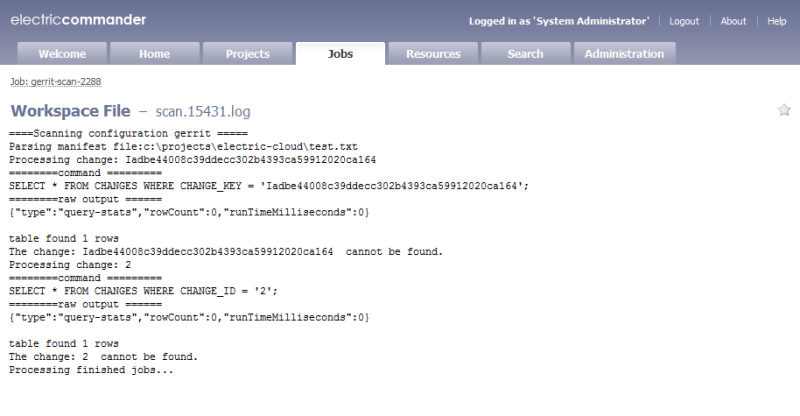 electriccommander
Logged in as 'System Administrator' Logout About Help
Welcome Home Projects Jobs Resources Search Administration
Job: gerrit-scan-2288
Workspace File – scan.15431.log
====Scanning configuration gerrit =====
Parsing manifest file:c:\projects\electric-cloud\test.txt
Processing change: Iadbe44008c39ddecc302b4393ca59912020ca164
========command =========
SELECT * FROM CHANGES WHERE CHANGE_KEY = 'Iadbe44008c39ddecc302b4393ca59912020ca164';
========raw output ======
{"type":"query-stats","rowCount":0,"runTimeMilliseconds":0}
table found 1 rows
The change: Iadbe44008c39ddecc302b4393ca59912020ca164  cannot be found.
Processing change: 2
========command =========
SELECT * FROM CHANGES WHERE CHANGE_ID = '2';
========raw output ======
{"type":"query-stats","rowCount":0,"runTimeMilliseconds":0}
table found 1 rows
The change: 2  cannot be found.
Processing finished jobs...